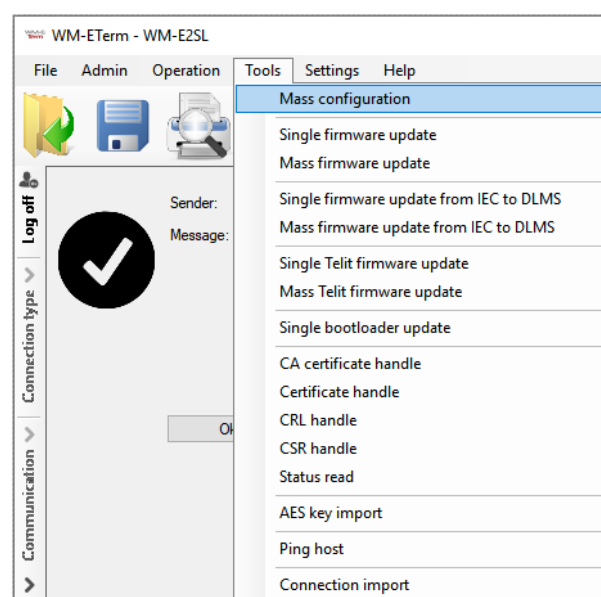 WM-E Term WM-ETerm - WM-E2SL
File Admin Operation Tools Settings Help
Mass configuration
Single firmware update
Mass firmware update
Single firmware update from IEC to DLMS
Mass firmware update from IEC to DLMS
Single Telit firmware update
Mass Telit firmware update
Single bootloader update
CA certificate handle
Certificate handle
CRL handle
CSR handle
Status read
AES key import
Ping host
Connection import
Sender:
Message:
Log off
Connection type
Communication